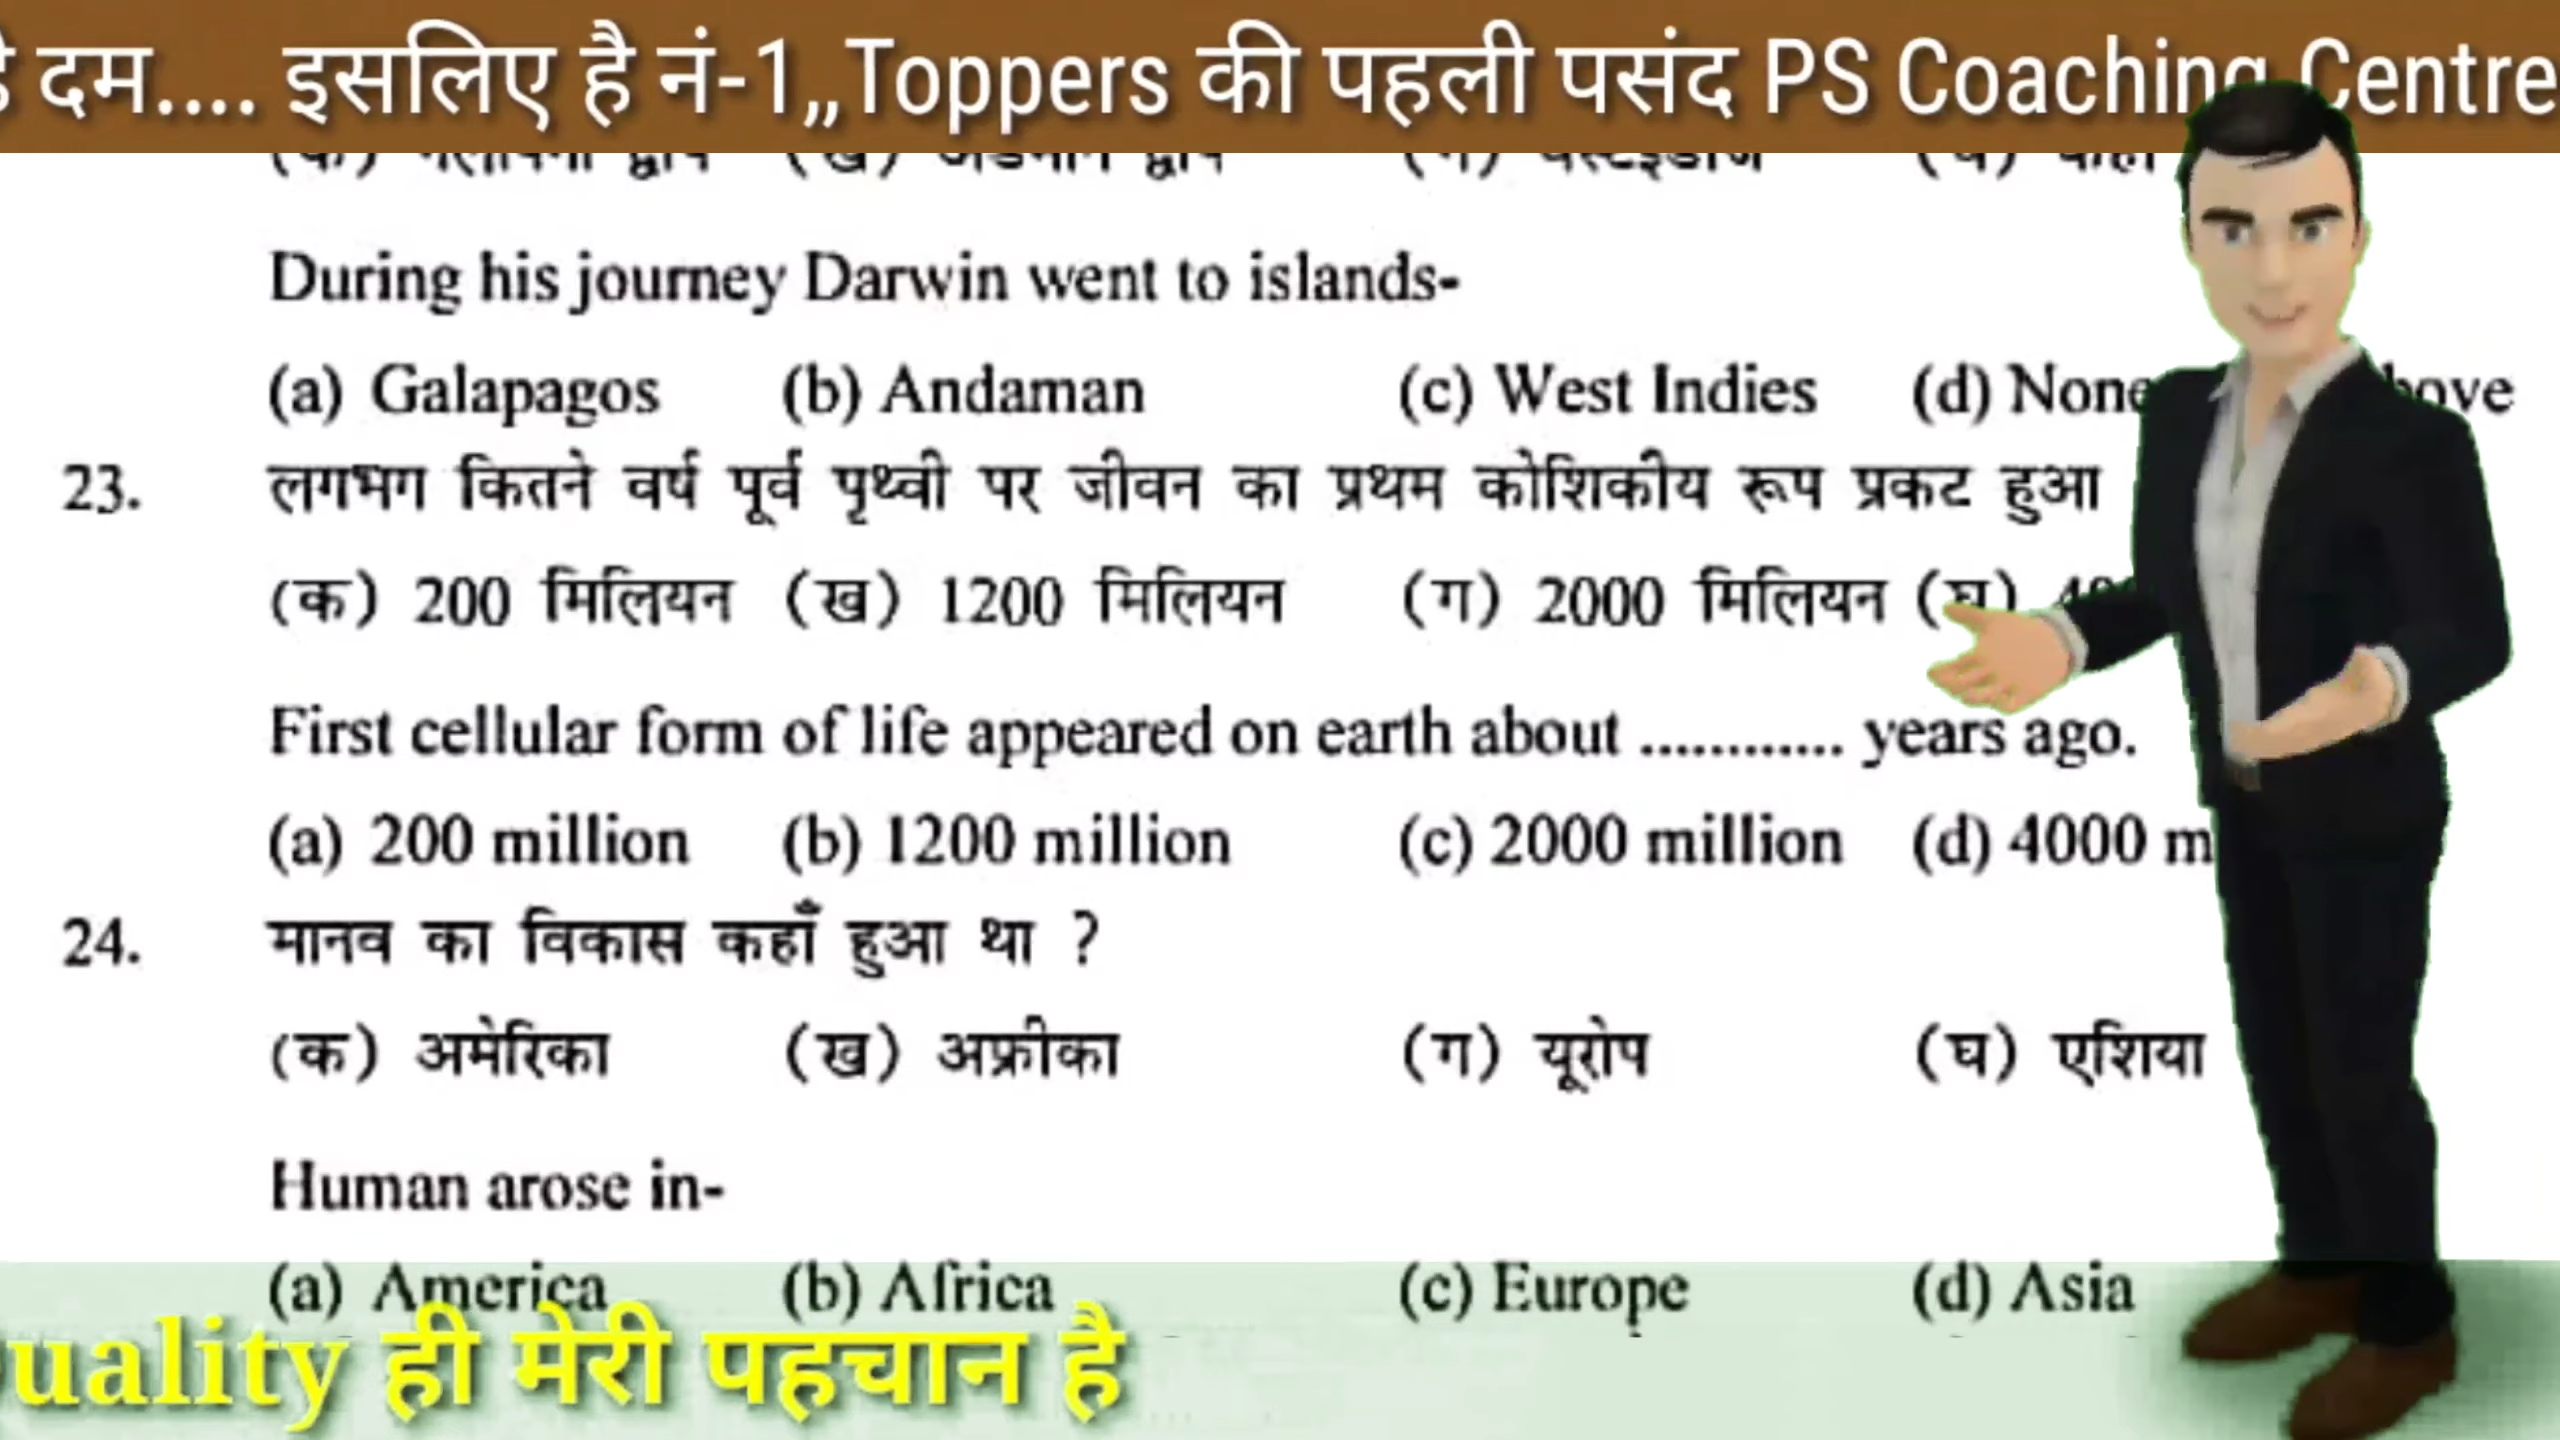 दम.... इसलिए है नं-1,,Toppers की पहली पसंद PS Coaching Centre
During his journey Darwin went to islands-
(a) Galapagos (b) Andaman (c) West Indies (d) None
23. लगभग कितने वर्ष पूर्व पृथ्वी पर जीवन का प्रथम कोशिकीय रूप प्रकट हुआ
(क) 200 मिलियन (ख) 1200 मिलियन (ग) 2000 मिलियन (घ)
First cellular form of life appeared on earth about ............ years ago.
(a) 200 million (b) 1200 million (c) 2000 million (d) 4000 m
24. मानव का विकास कहाँ हुआ था ?
(क) अमेरिका (ख) अफ्रीका (ग) यूरोप (घ) एशिया
Human arose in-
(a) America (b) Africa (c) Europe (d) Asia
uality ही मेरी पहचान है